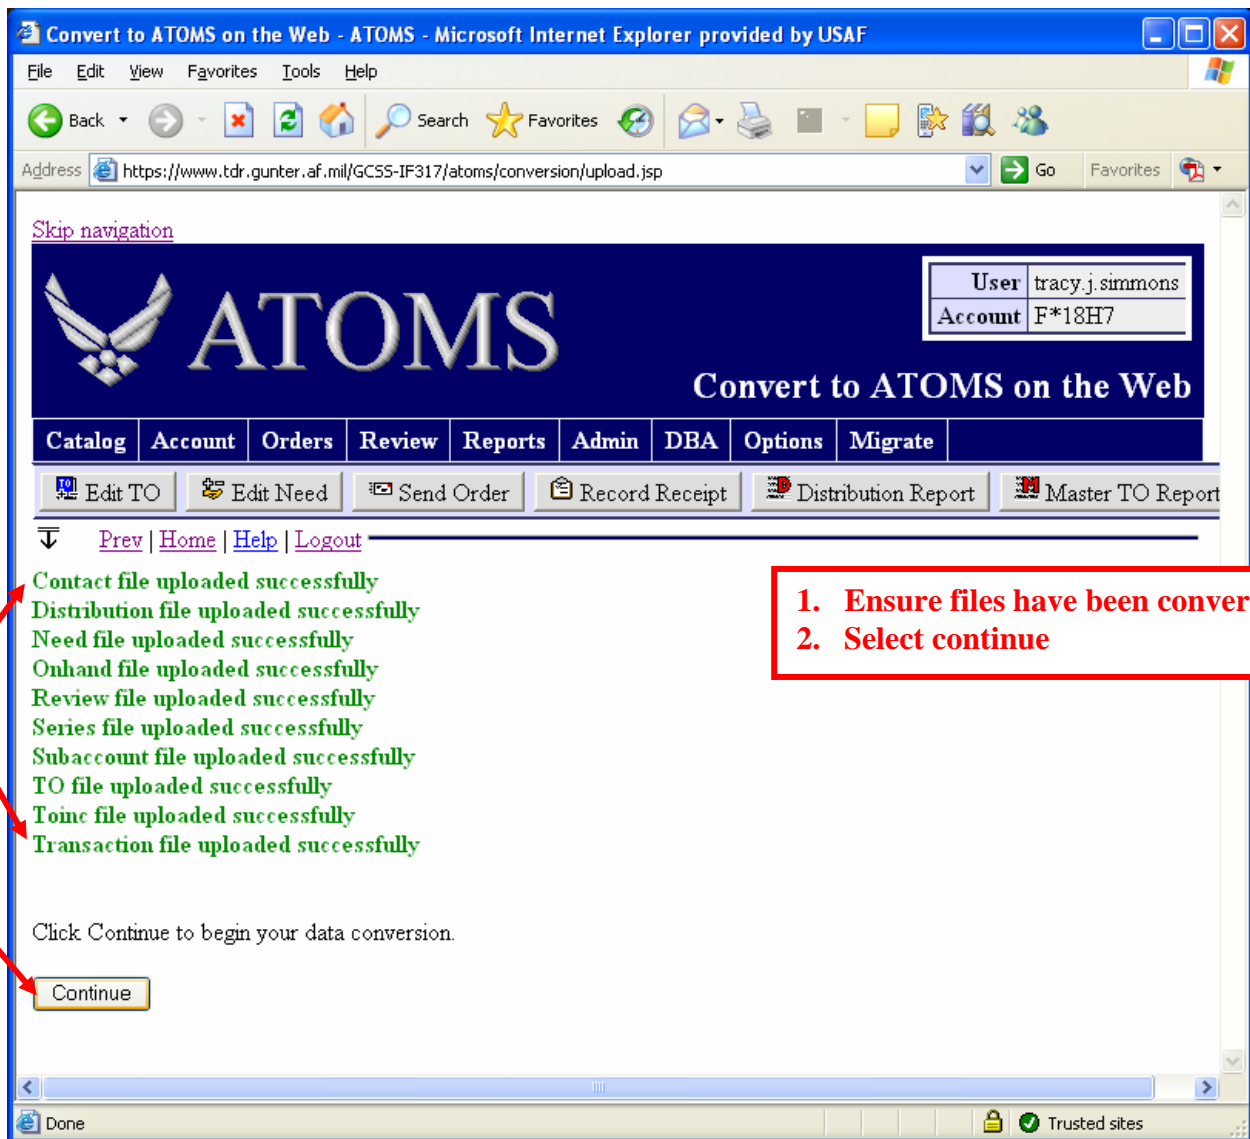 Convert to ATOMS on the Web - ATOMS - Microsoft Internet Explorer provided by USAF
File Edit View Favorites Tools Help
Back Search Favorites
Address https://www.tdr.gunter.af.mil/GCSS-IF317/atoms/conversion/upload.jsp Go Favorites
Skip navigation
ATOMS
User tracy.j.simmons
Account F*18H7
Convert to ATOMS on the Web
Catalog Account Orders Review Reports Admin DBA Options Migrate
Edit TO Edit Need Send Order Record Receipt Distribution Report Master TO Report
Prev | Home | Help | Logout
Contact file uploaded successfully
Distribution file uploaded successfully
Need file uploaded successfully
Onhand file uploaded successfully
Review file uploaded successfully
Series file uploaded successfully
Subaccount file uploaded successfully
TO file uploaded successfully
Toinc file uploaded successfully
Transaction file uploaded successfully
1. Ensure files have been conver
2. Select continue
Click Continue to begin your data conversion.
Continue
Done Trusted sites